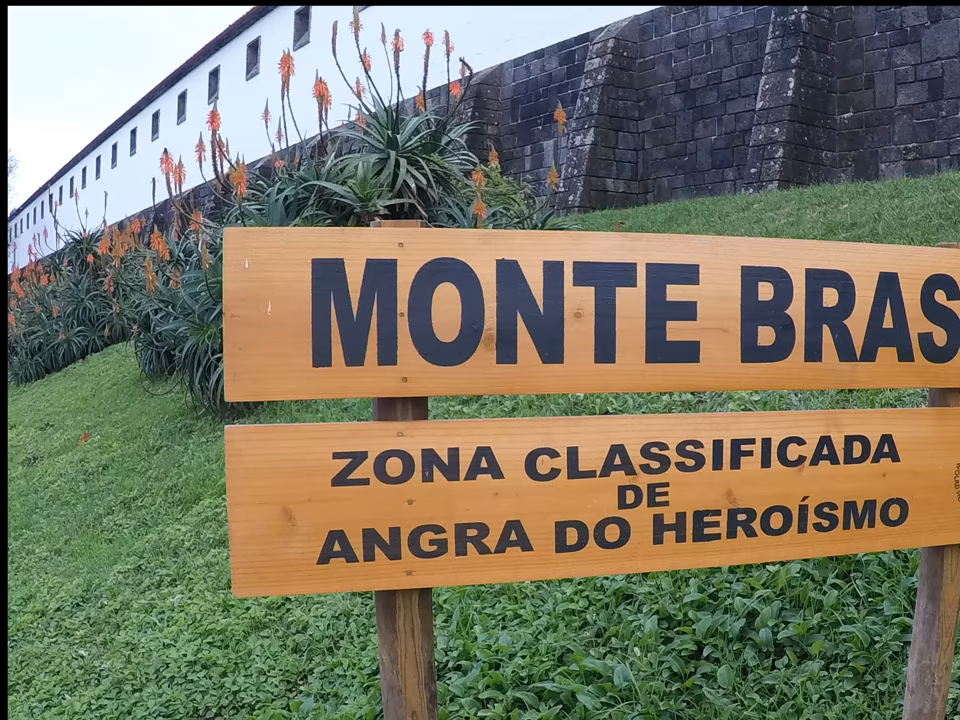 MONTE BRAS
ZONA CLASSIFICADA
DE
ANGRA DO HEROÍSMO